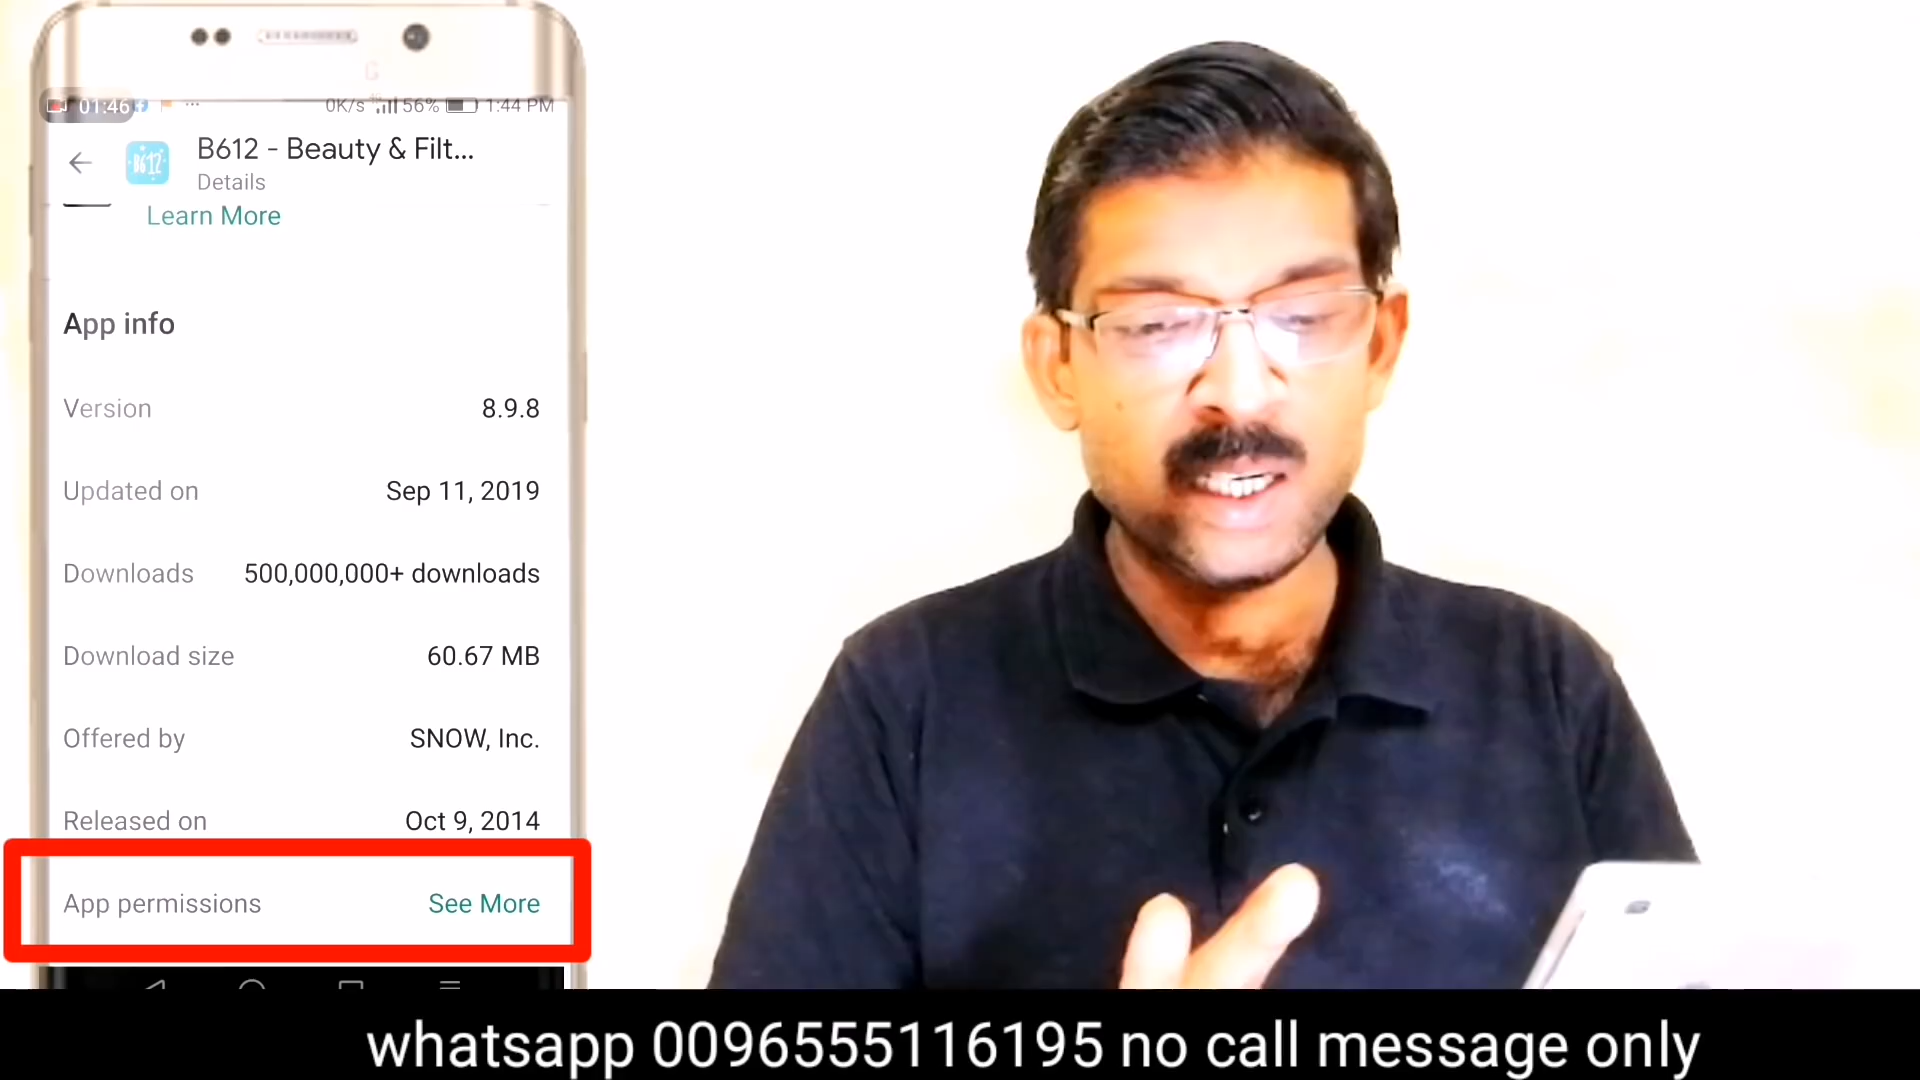 01:46 ... 0K/s 56% 1:44 PM
B612 - Beauty & Filt...
B612
Details
Learn More
App info
Version 8.9.8
Updated on Sep 11, 2019
Downloads 500,000,000+ downloads
Download size 60.67 MB
Offered by SNOW, Inc.
Released on Oct 9, 2014
App permissions See More
whatsapp 0096555116195 no call message only